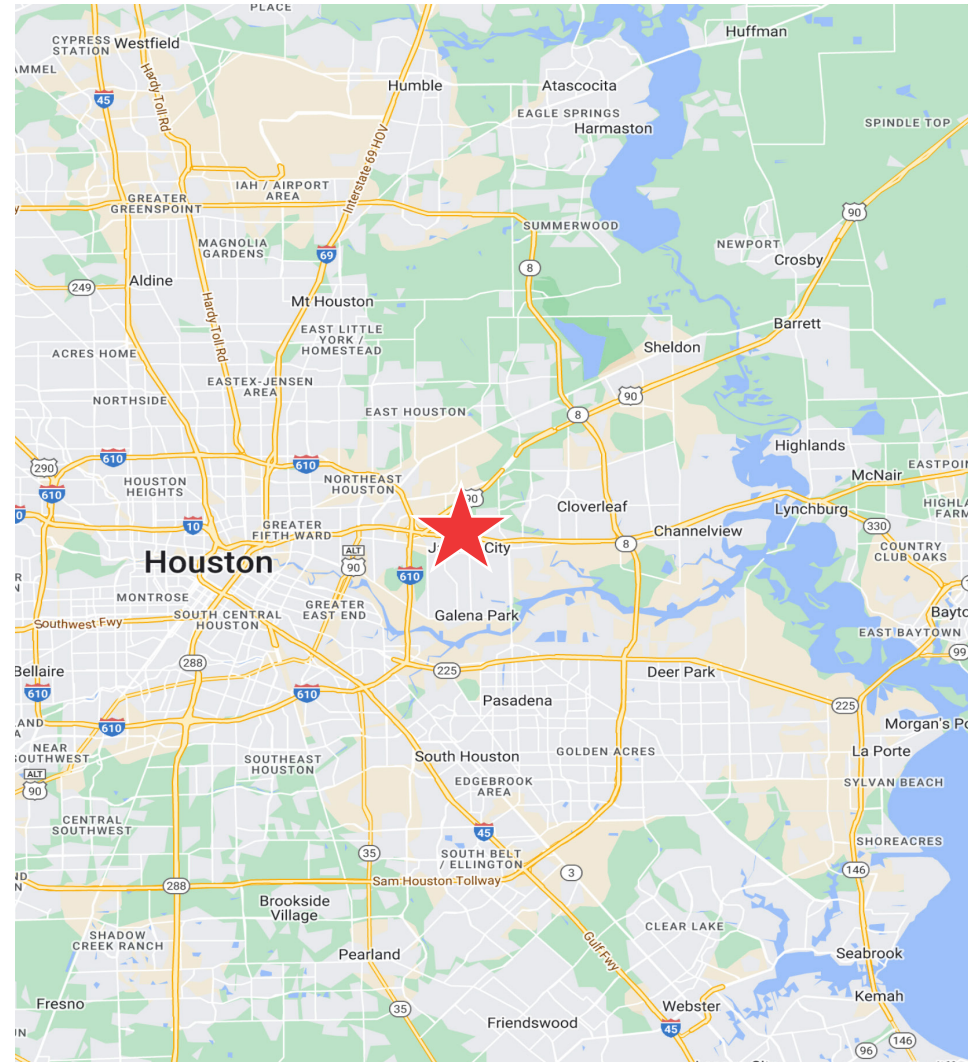 PLACE
Huffman
CYPRESS
STATION
Westfield
AMMEL
45
Hardy Toll Rd
Humble
Atascocita
EAGLE SPRINGS
Harmaston
SPINDLE TOP
Interstate 69 HOV
IAH / AIRPORT
AREA
GREATER
GREENSPOINT
90
SUMMERWOOD
MAGNOLIA
GARDENS
69
NEWPORT
Crosby
8
249
Aldine
Mt Houston
Hardy Toll Rd
EAST LITTLE
YORK /
HOMESTEAD
Barrett
Sheldon
ACRES HOME
EASTEX-JENSEN
AREA
90
NORTHSIDE
EAST HOUSTON
8
Highlands
610
610
290
NORTHEAST
HOUSTON
McNair
EASTPOIN
HOUSTON
HEIGHTS
610
90
Cloverleaf
Lynchburg
HIGHLA
FARM
0
10
GREATER
FIFTH WARD
Channelview
330
8
J
City
COUNTRY
CLUB OAKS
Houston
ALT
90
610
MONTROSE
GREATER
EAST END
Galena Park
Bayto
SOUTH CENTRAL
HOUSTON
Southwest Fwy
EAST BAYTOWN
99
288
Bellaire
225
Deer Park
610
610
Pasadena
225
610
LAND
A
Morgan's Po
NEAR
SOUTHWEST
SOUTHEAST
HOUSTON
South Houston
GOLDEN ACRES
La Porte
ALT
90
EDGEBROOK
AREA
SYLVAN BEACH
CENTRAL
SOUTHWEST
45
SHOREACRES
35
SOUTH BELT
/ ELLINGTON
3
146
ND
N
288
Sam Houston Tollway
Brookside
Village
SHADOW
CREEK RANCH
CLEAR LAKE
Gulf Fwy
Pearland
Seabrook
Fresno
35
Webster
Kemah
Friendswood
45
UN
96
146